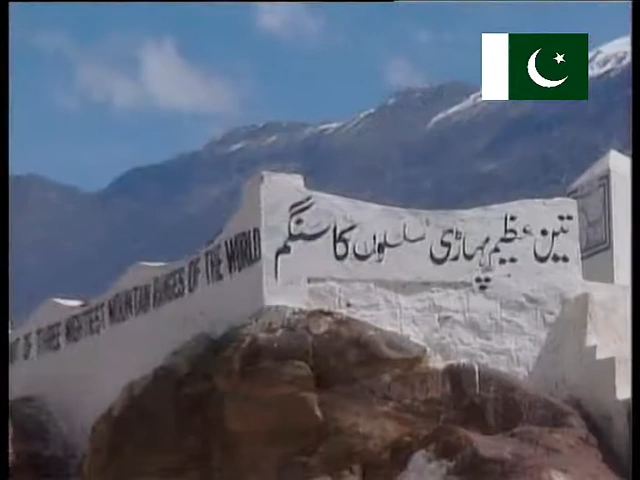 OF THREE MIGHTIEST MOUNTAIN RANGES OF THE WORLD
تین عظیم پہاڑی سلسلوں کا سنگم